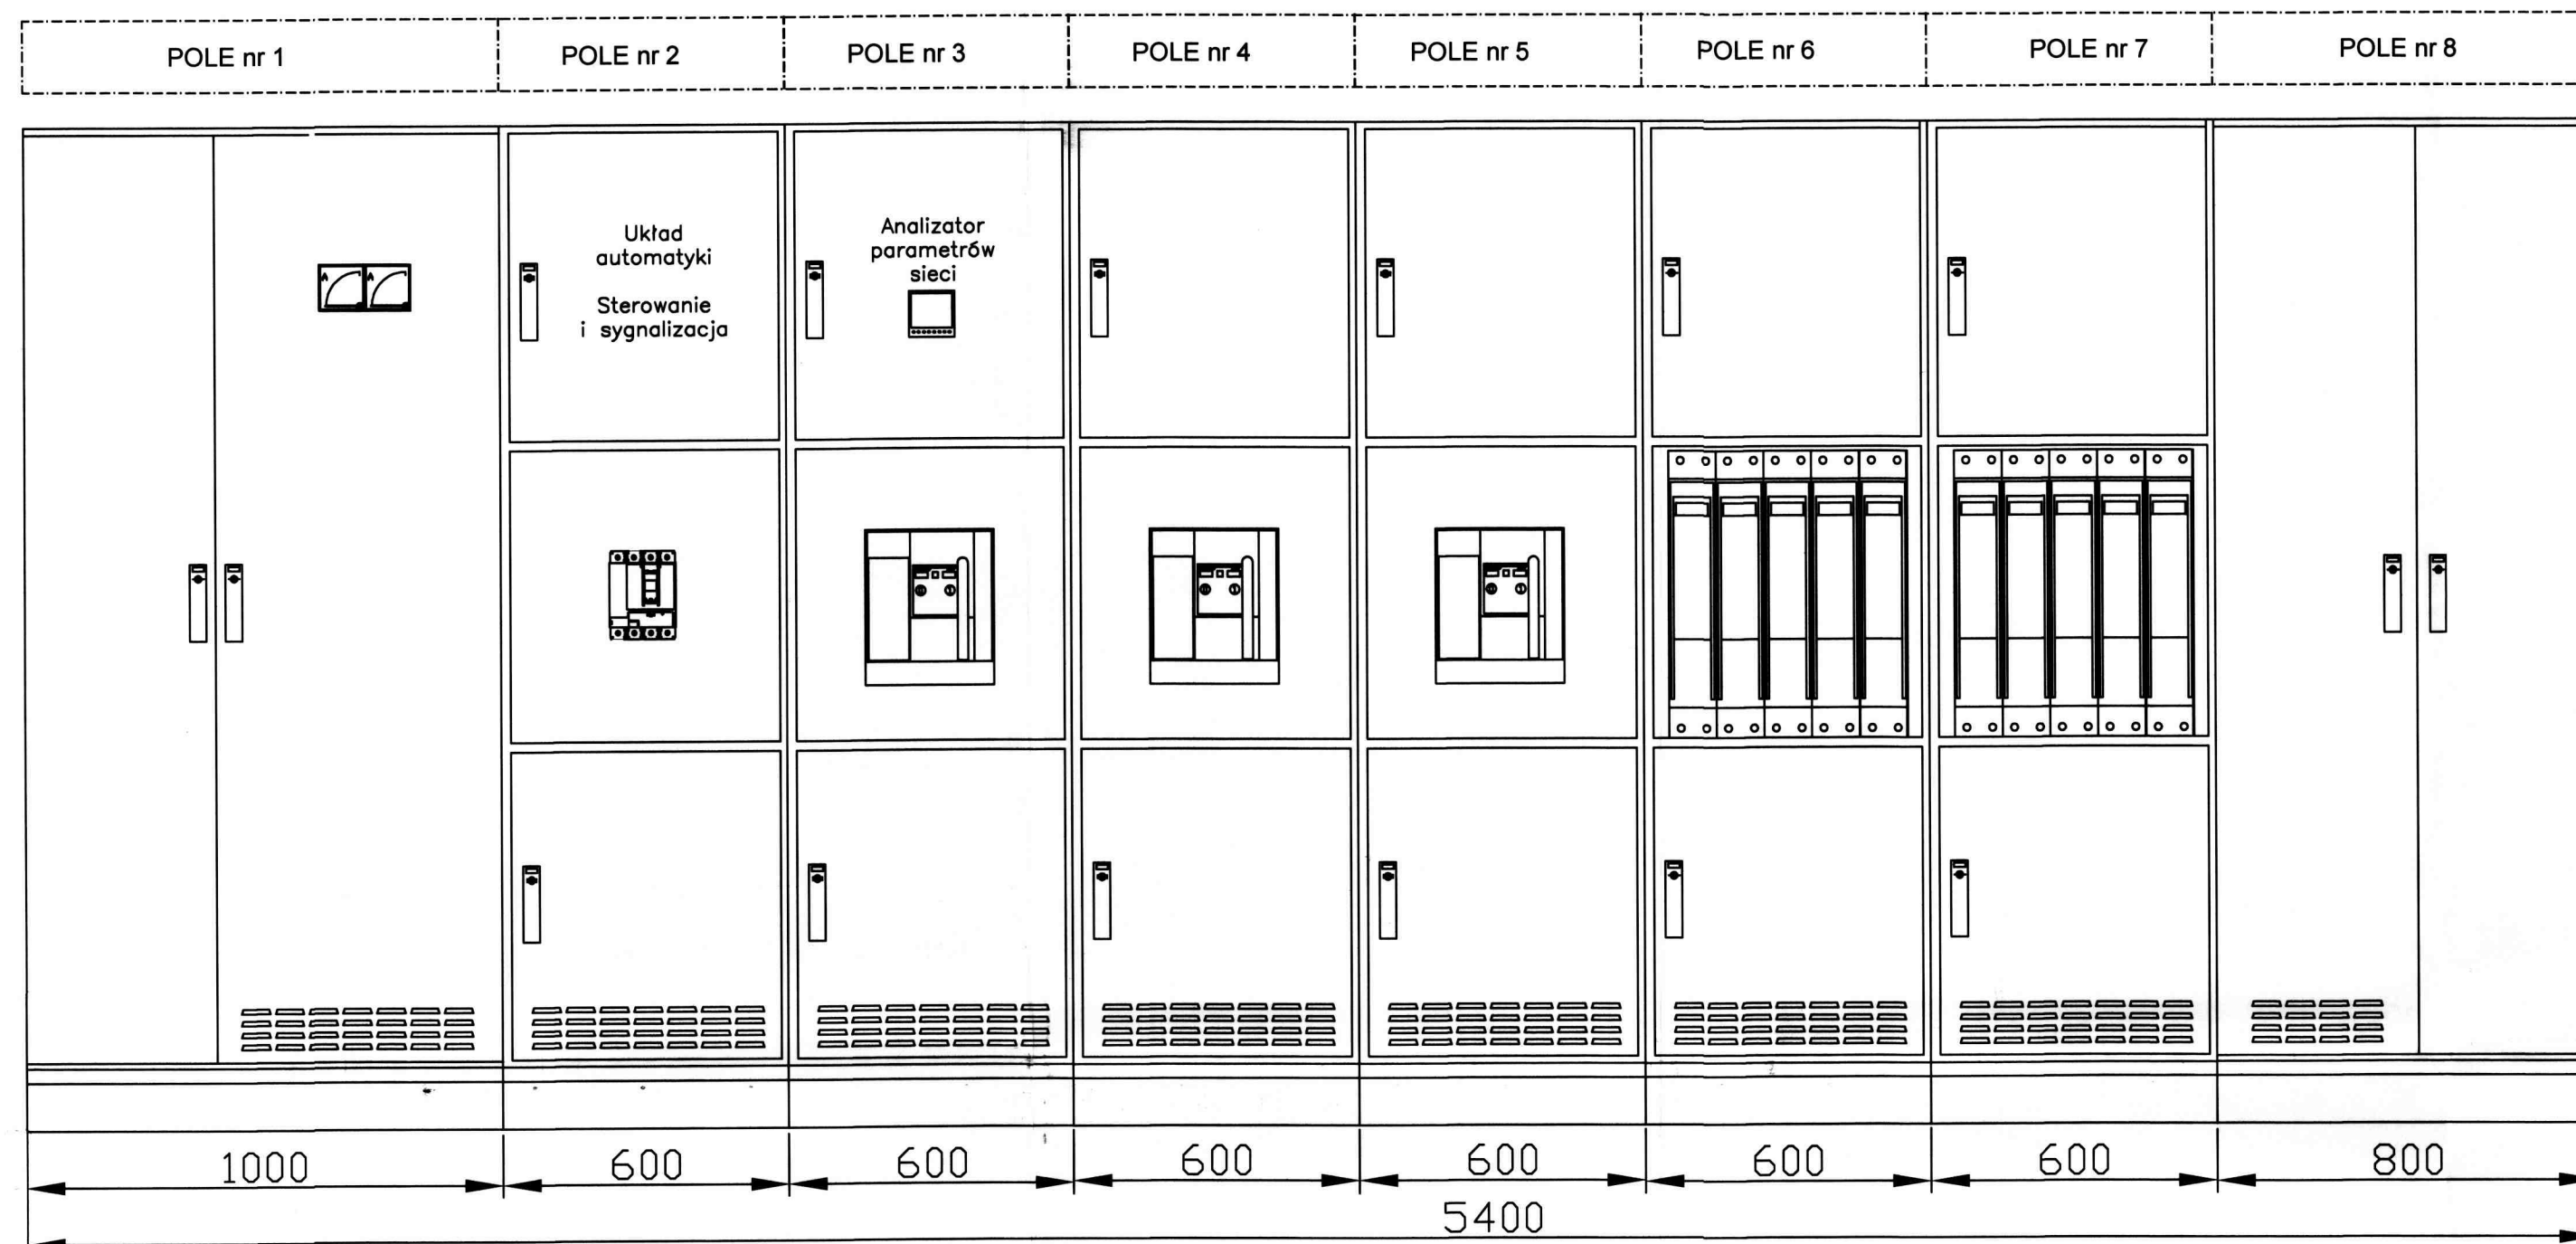 POLE nr 1
POLE nr 2
POLE nr 3
POLE nr 4
POLE nr 5
POLE nr 6
POLE nr 7
POLE nr 8
A
A
Układ
automatyki
Sterowanie
i sygnalizacja
Analizator
parametrów
sieci
1000
600
600
600
600
600
600
800
5400